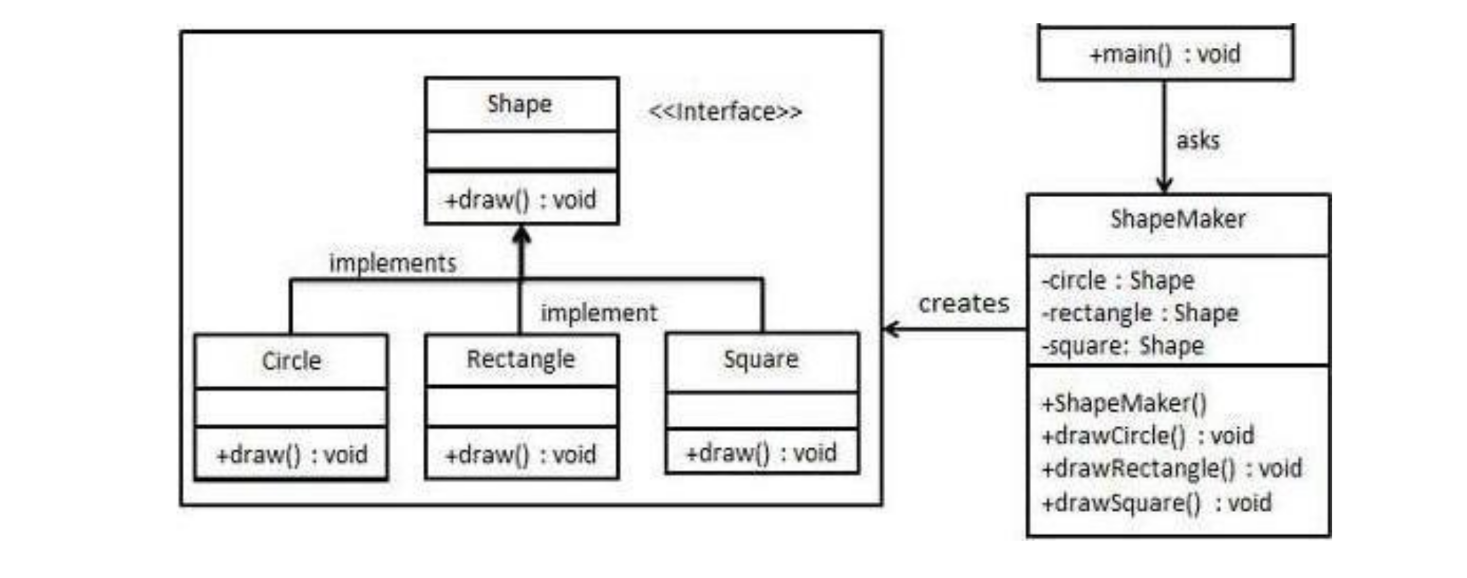 Shape
<<Interface>>
+draw() : void
implements
implement
Circle
+draw() : void
Rectangle
+draw() : void
Square
+draw() : void
+main() : void
asks
creates
ShapeMaker
-circle : Shape
-rectangle : Shape
-square: Shape
+ShapeMaker()
+drawCircle() : void
+drawRectangle() : void
+drawSquare() : void